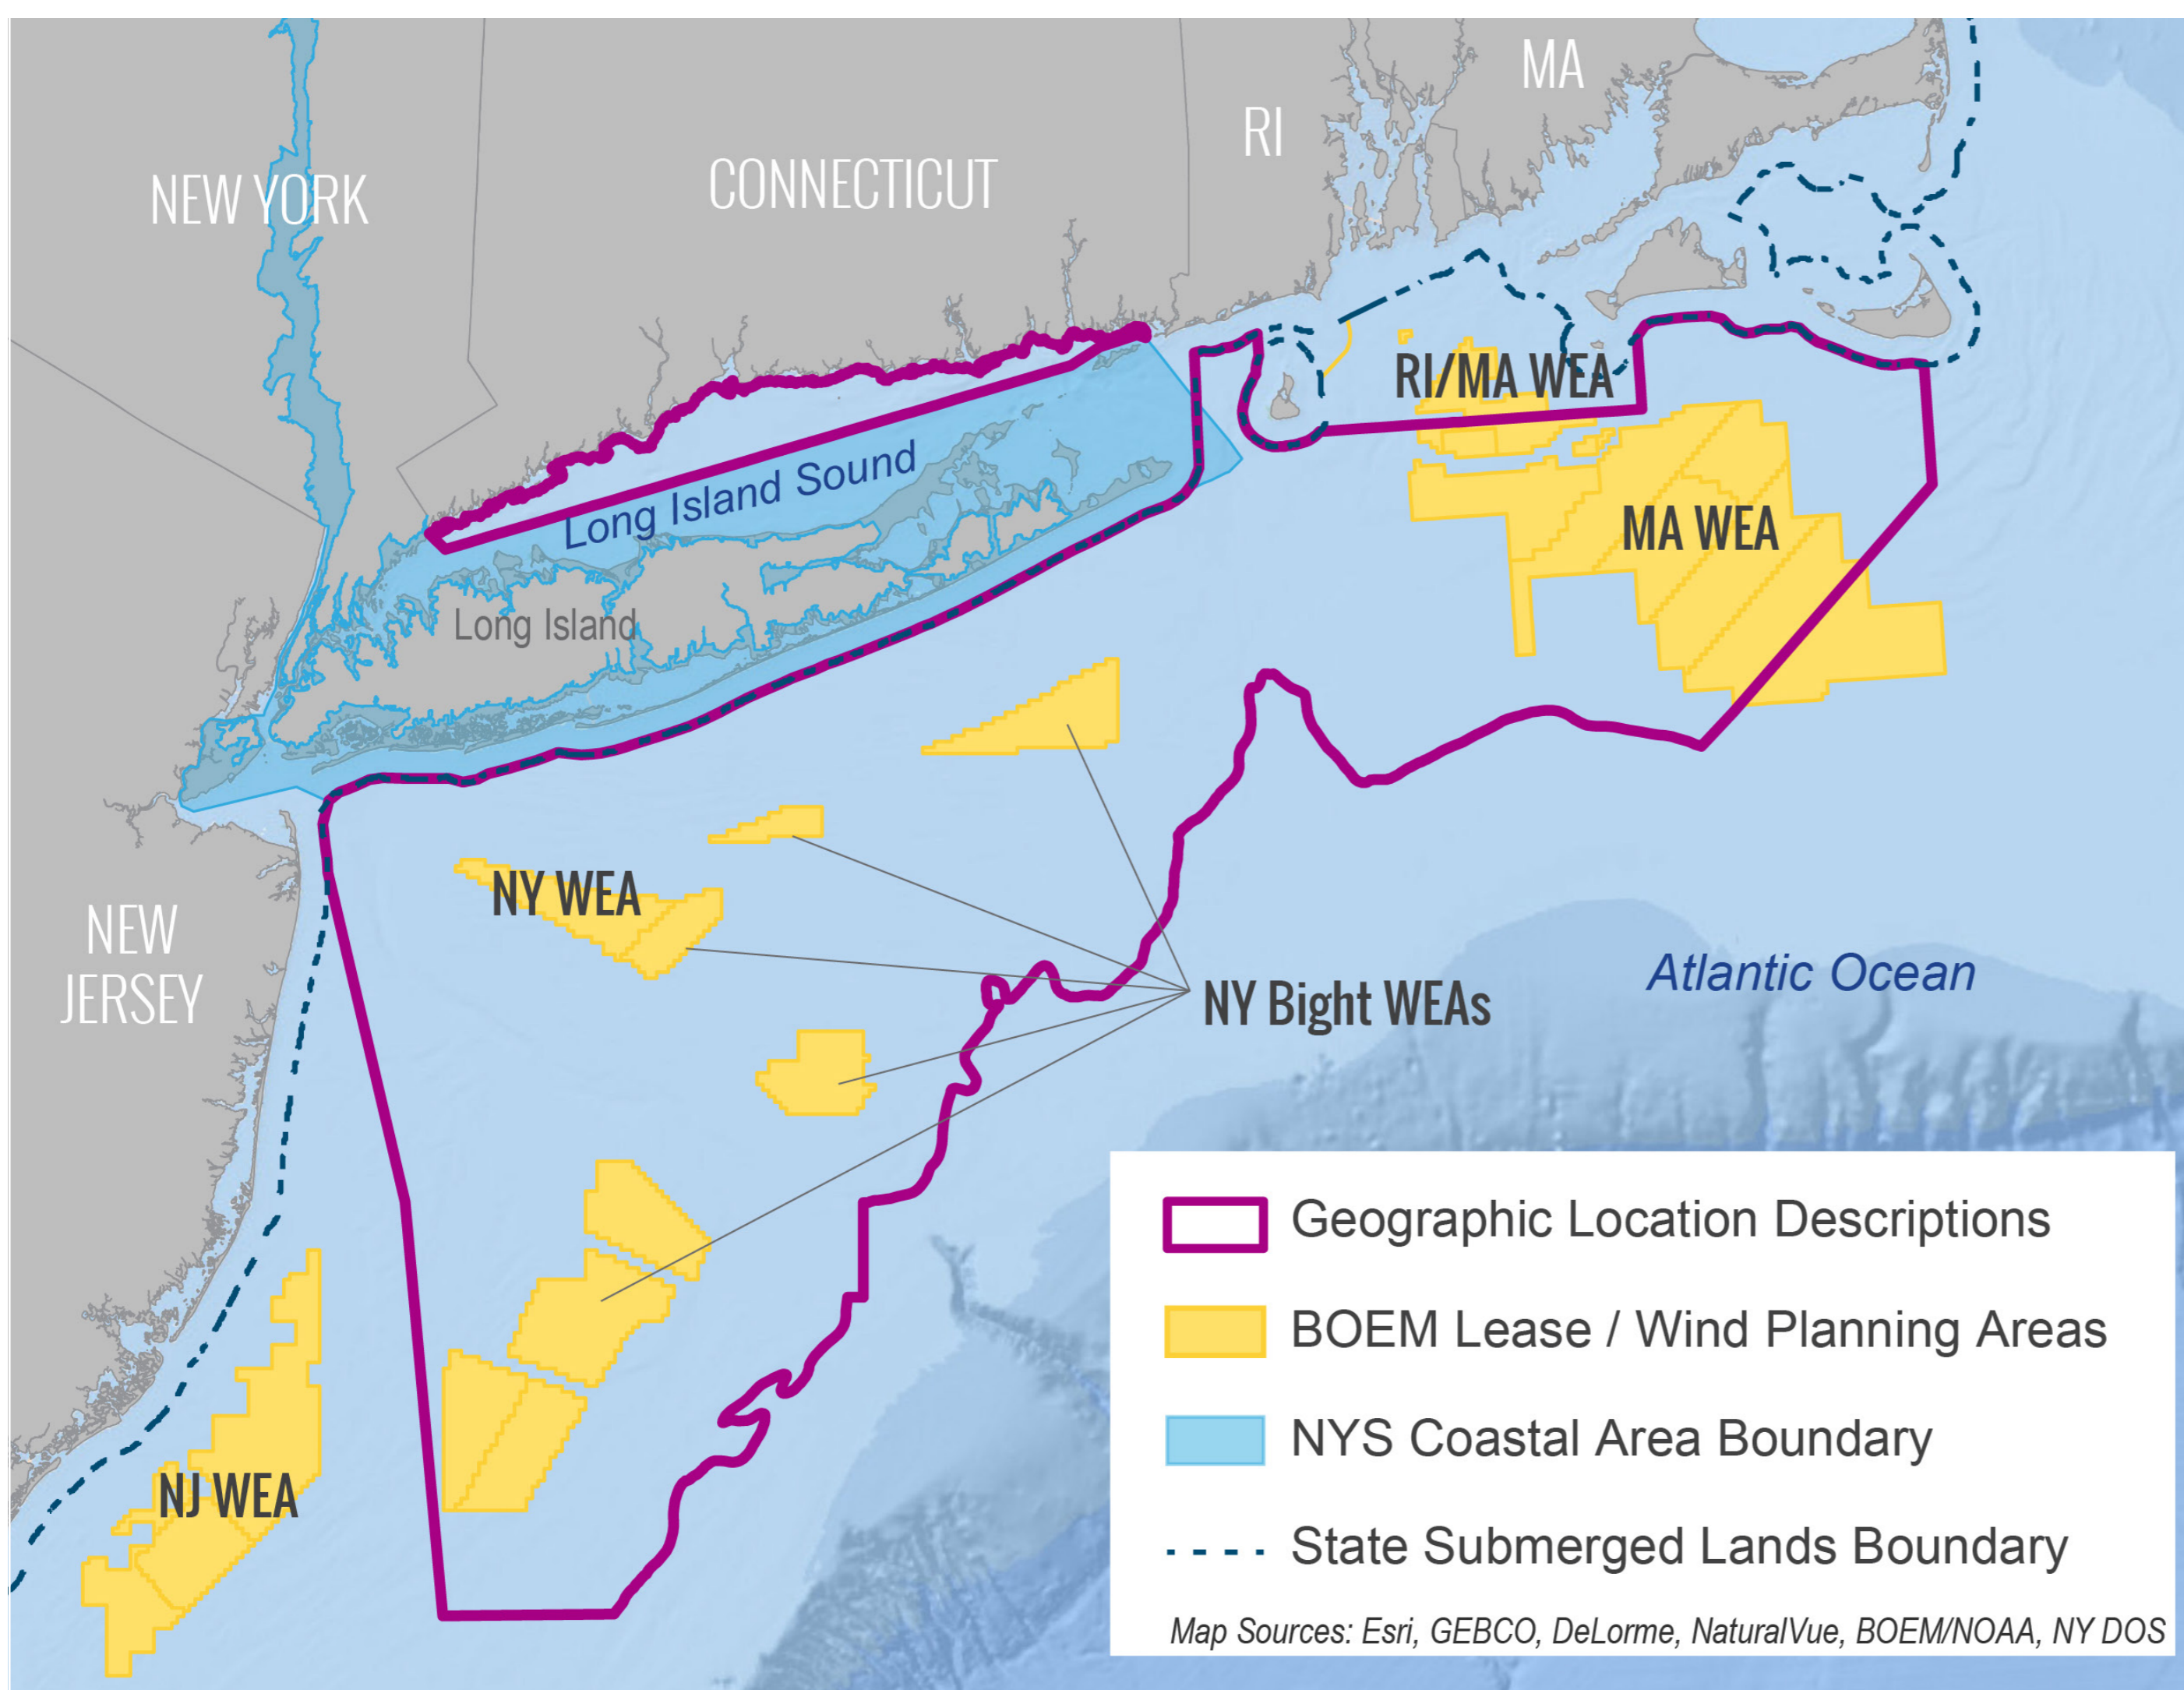 MA
RI
CONNECTICUT
NEW YORK
RI/MA WEA
Long Island Sound
MA WEA
Long Island
NY WEA
NEW
JERSEY
Atlantic Ocean
NY Bight WEAs
NJ WEA
Geographic Location Descriptions
BOEM Lease / Wind Planning Areas
NYS Coastal Area Boundary
State Submerged Lands Boundary
Map Sources: Esri, GEBCO, DeLorme, NaturalVue, BOEM/NOAA, NY DOS